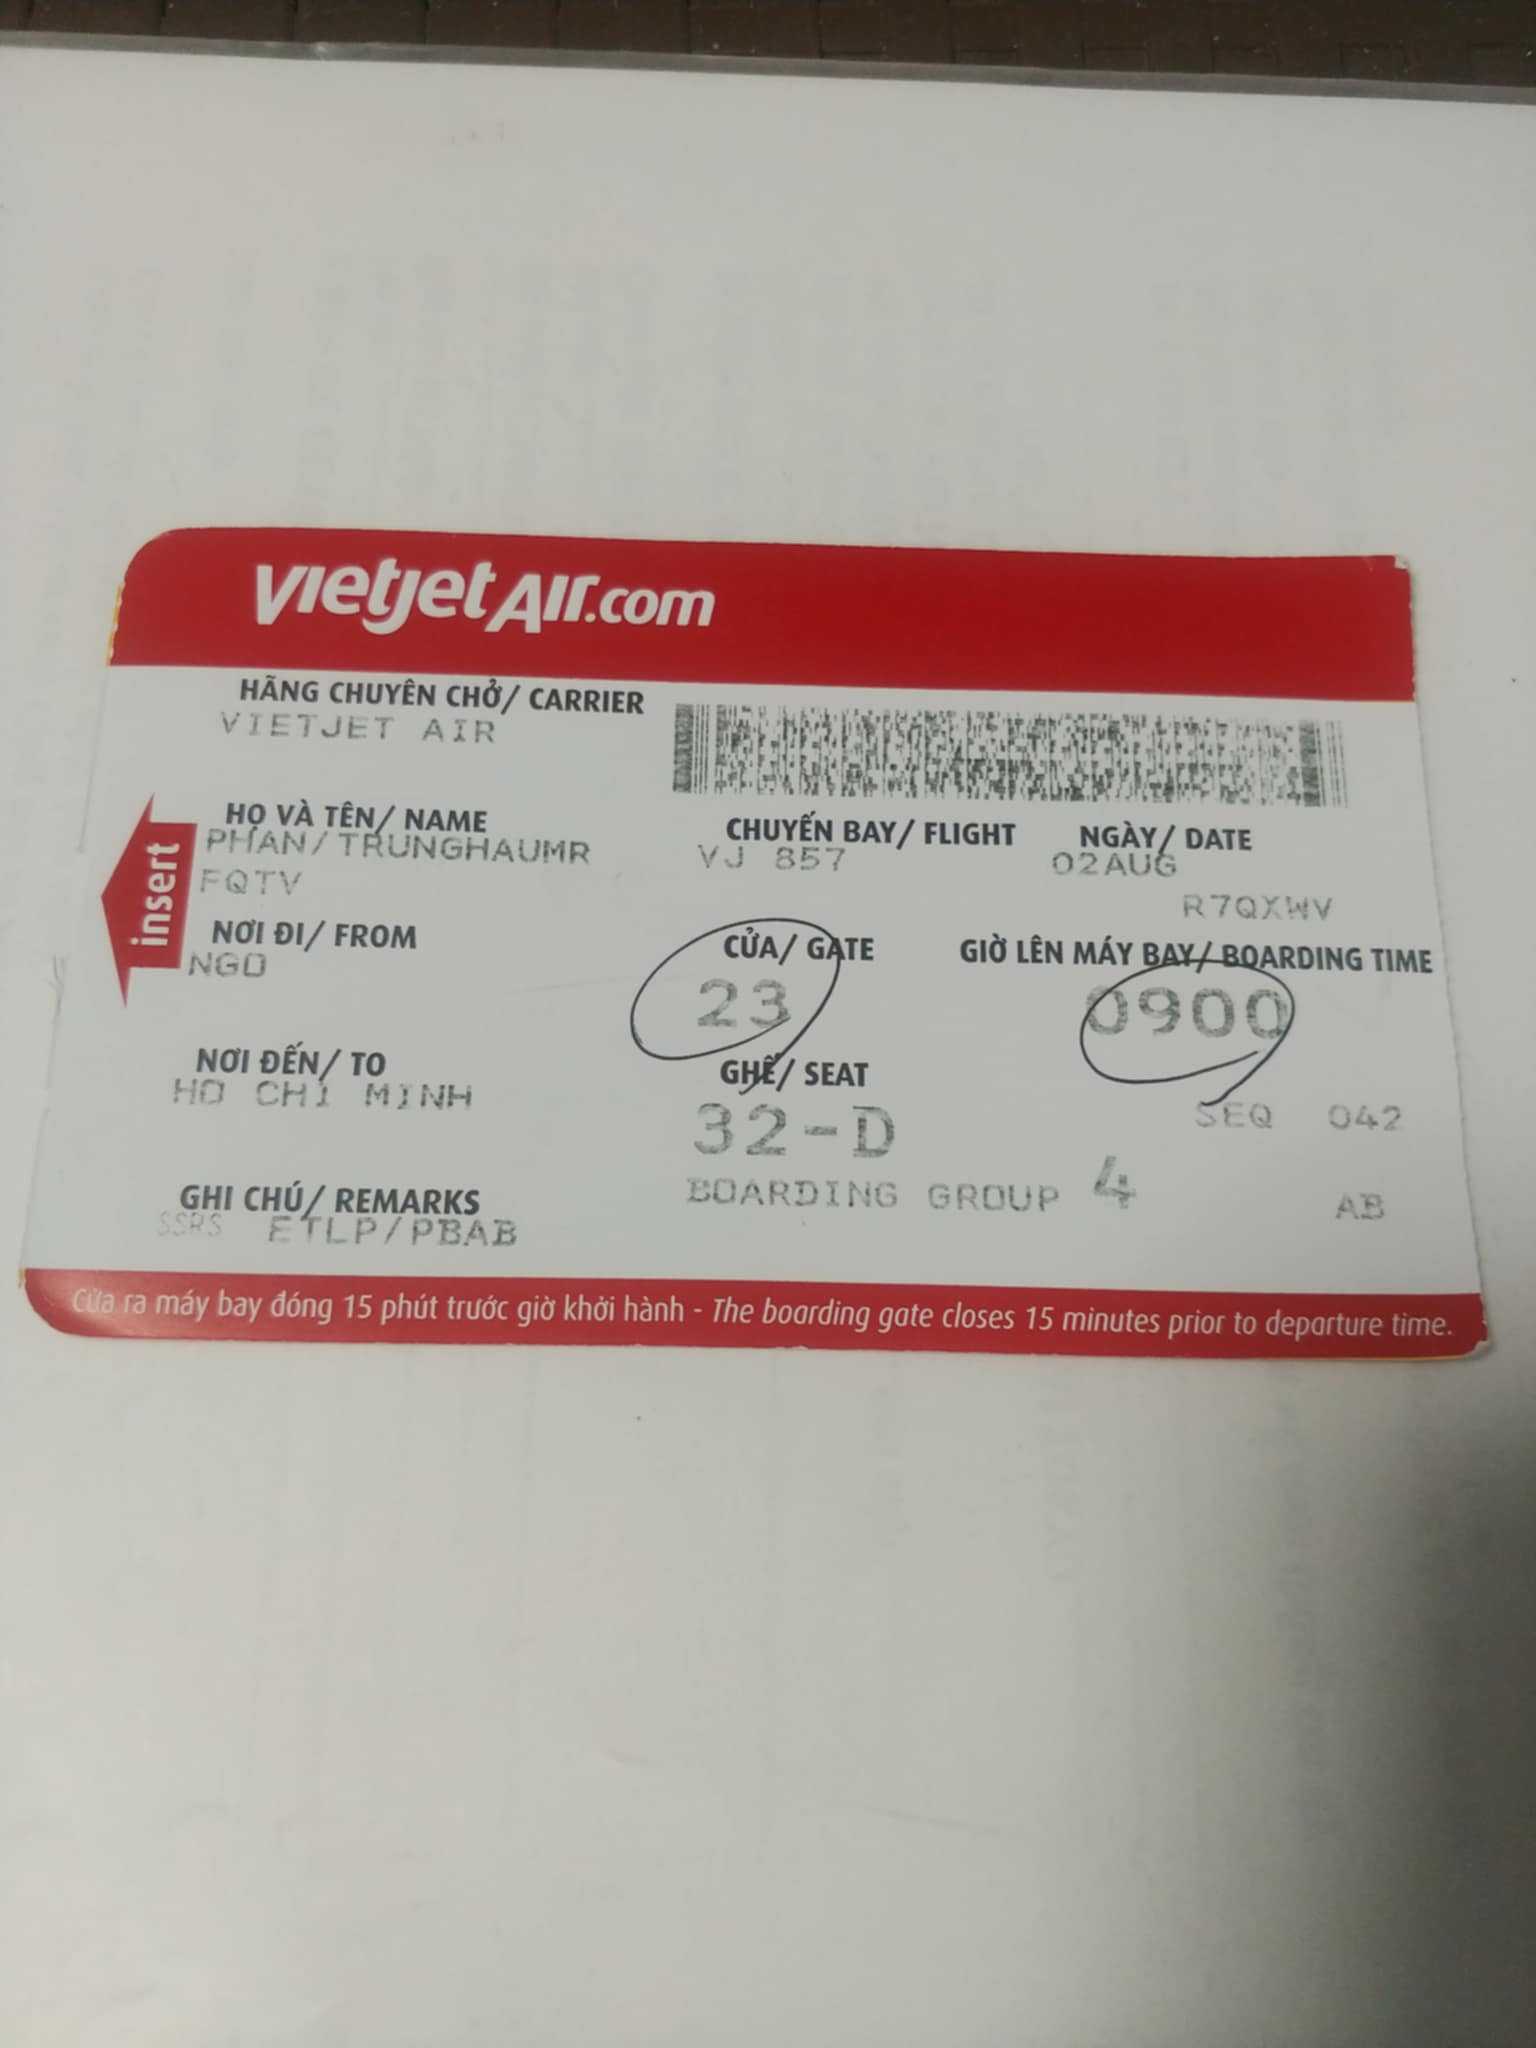 vietjetAir.com
HÃNG CHUYÊN CHỞ/ CARRIER
VIETJET AIR
HỌ VÀ TÊN/ NAME
PHAN/TRUNGHAUMR
FQTV
CHUYẾN BAY/ FLIGHT
VJ 857
NGÀY/ DATE
02AUG
R7QXWV
insert
NƠI ĐI/ FROM
NGO
CỬA/ GATE
23
GIỜ LÊN MÁY BAY/ BOARDING TIME
0900
NƠI ĐẾN/ TO
HO CHI MINH
GHẾ/ SEAT
32-D
SEQ 042
BOARDING GROUP 4
AB
GHI CHÚ/ REMARKS
SSRS ETLP/PBAB
Cửa ra máy bay đóng 15 phút trước giờ khởi hành - The boarding gate closes 15 minutes prior to departure time.